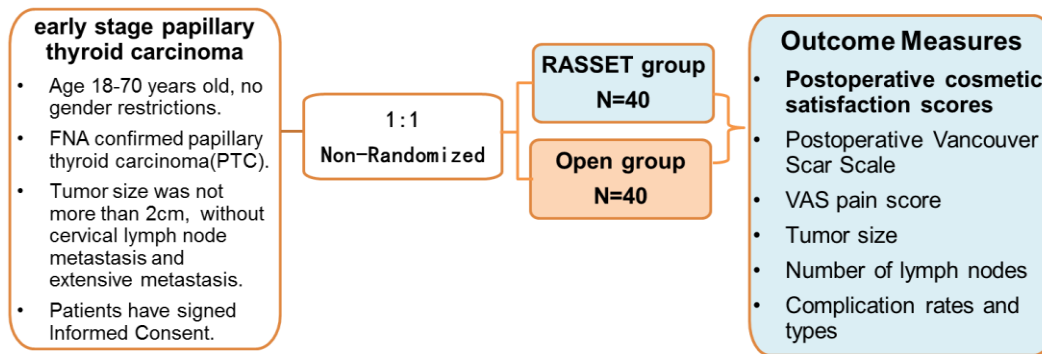 early stage papillary
thyroid carcinoma
• Age 18-70 years old, no
gender restrictions.
• FNA confirmed papillary
thyroid carcinoma(PTC).
• Tumor size was not
more than 2cm, without
cervical lymph node
metastasis and
extensive metastasis.
• Patients have signed
Informed Consent.
1:1
Non-Randomized
RASSET group
N=40
Open group
N=40
Outcome Measures
• Postoperative cosmetic
satisfaction scores
• Postoperative Vancouver
Scar Scale
• VAS pain score
• Tumor size
• Number of lymph nodes
• Complication rates and
types